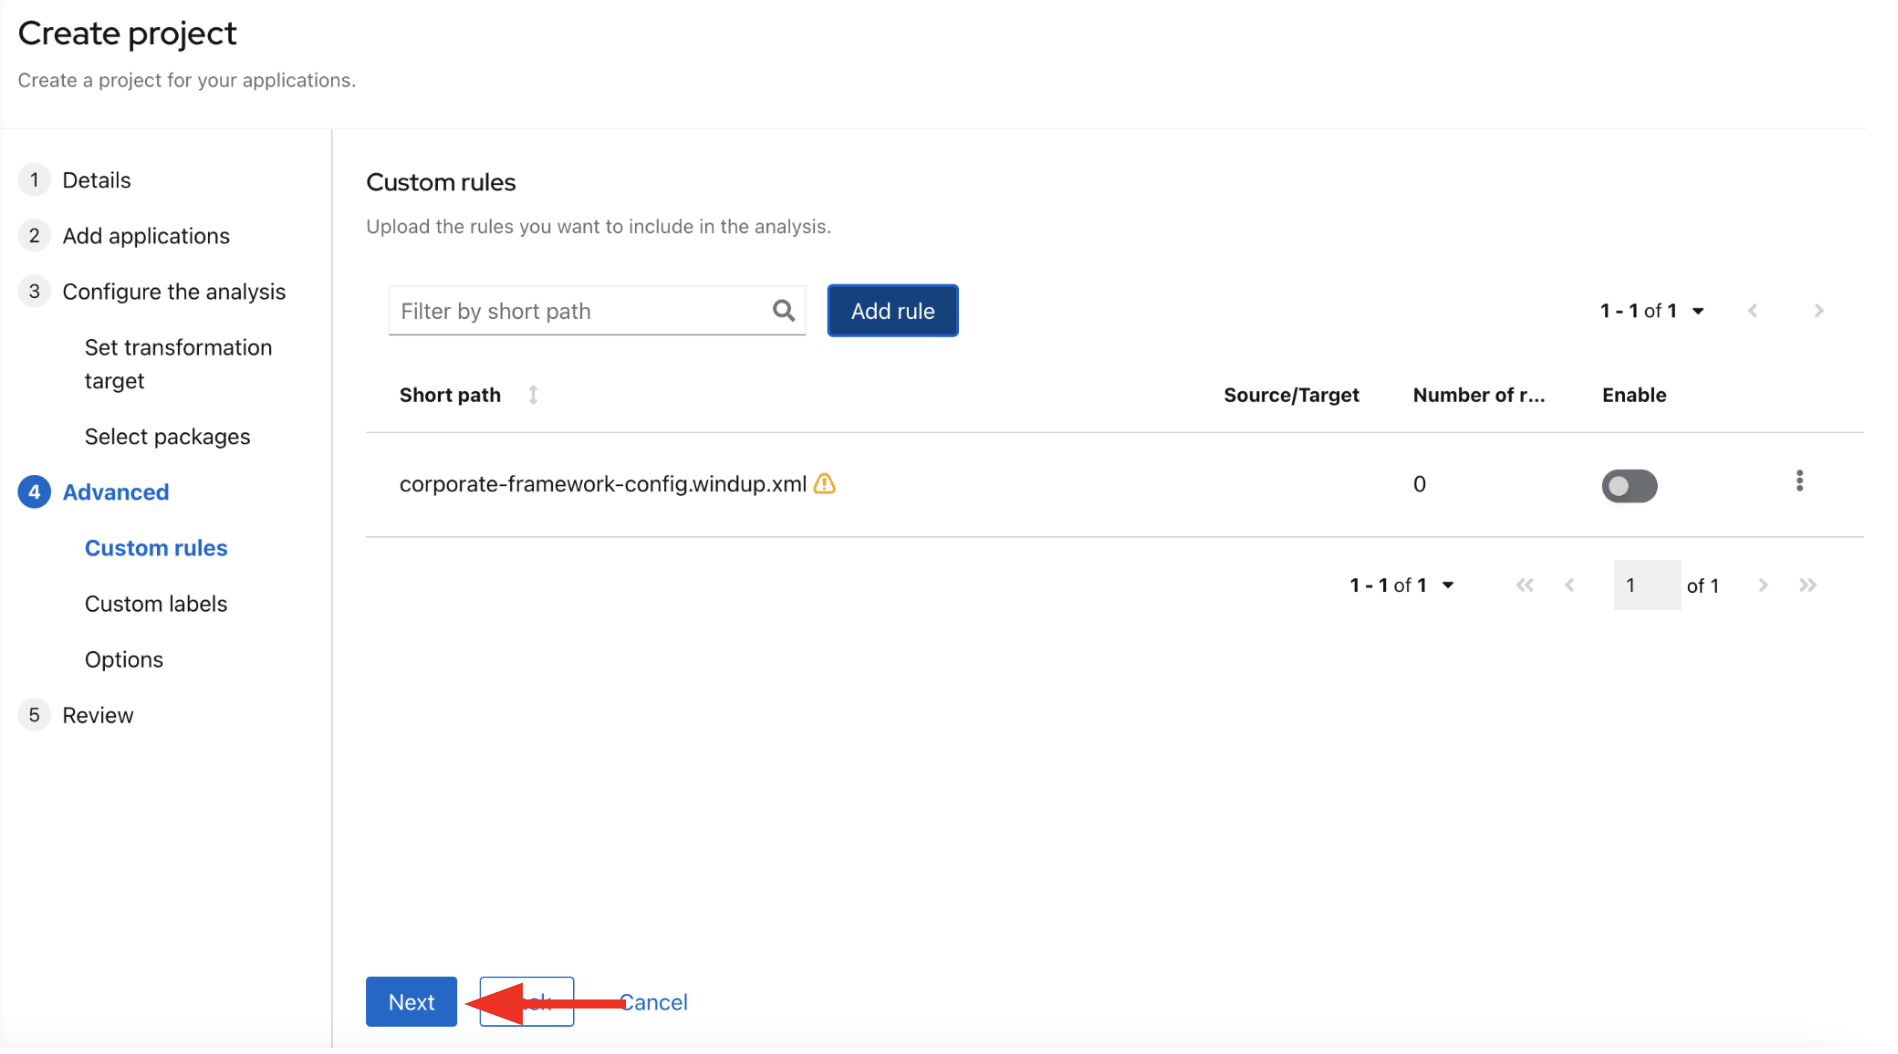 Create project
Create a project for your applications.
1 Details
2 Add applications
3 Configure the analysis
Set transformation
target
Select packages
4 Advanced
Custom rules
Custom labels
Options
5 Review
Custom rules
Upload the rules you want to include in the analysis.
Filter by short path
Add rule
1 - 1 of 1
Short path Source/Target Number of r... Enable
corporate-framework-config.windup.xml 0
1 - 1 of 1 1 of 1
Next Cancel